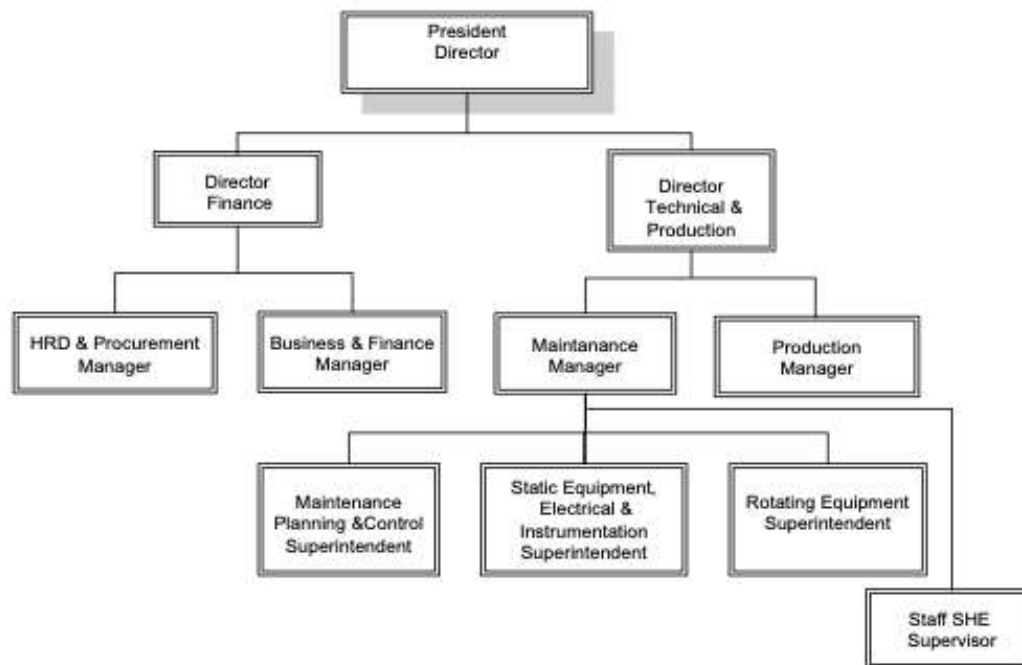 President
Director
Director
Finance
Director
Technical &
Production
HRD & Procurement
Manager
Business & Finance
Manager
Maintanance
Manager
Production
Manager
Maintenance
Planning &Control
Superintendent
Static Equipment,
Electrical &
Instrumentation
Superintendent
Rotating Equipment
Superintendent
Staff SHE
Supervisor